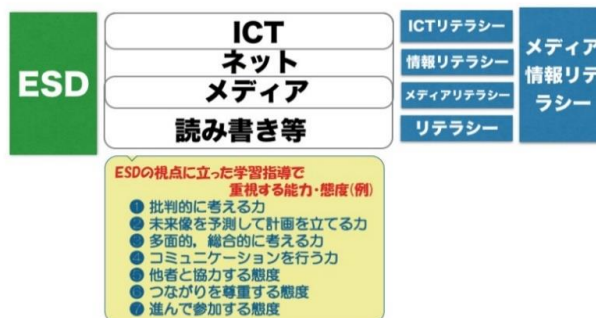 ESD
ICT
ネット
メディア
読み書き等
ICTリテラシー
情報リテラシー
メディアリテラシー
リテラシー
メディア
情報リテ
ラシー
ESDの視点に立った学習指導で
重視する能力・態度(例)
❶ 批判的に考える力
❷ 未来像を予測して計画を立てる力
❸ 多面的，総合的に考える力
❹ コミュニケーションを行う力
❺ 他者と協力する態度
❻ つながりを尊重する態度
❼ 進んで参加する態度